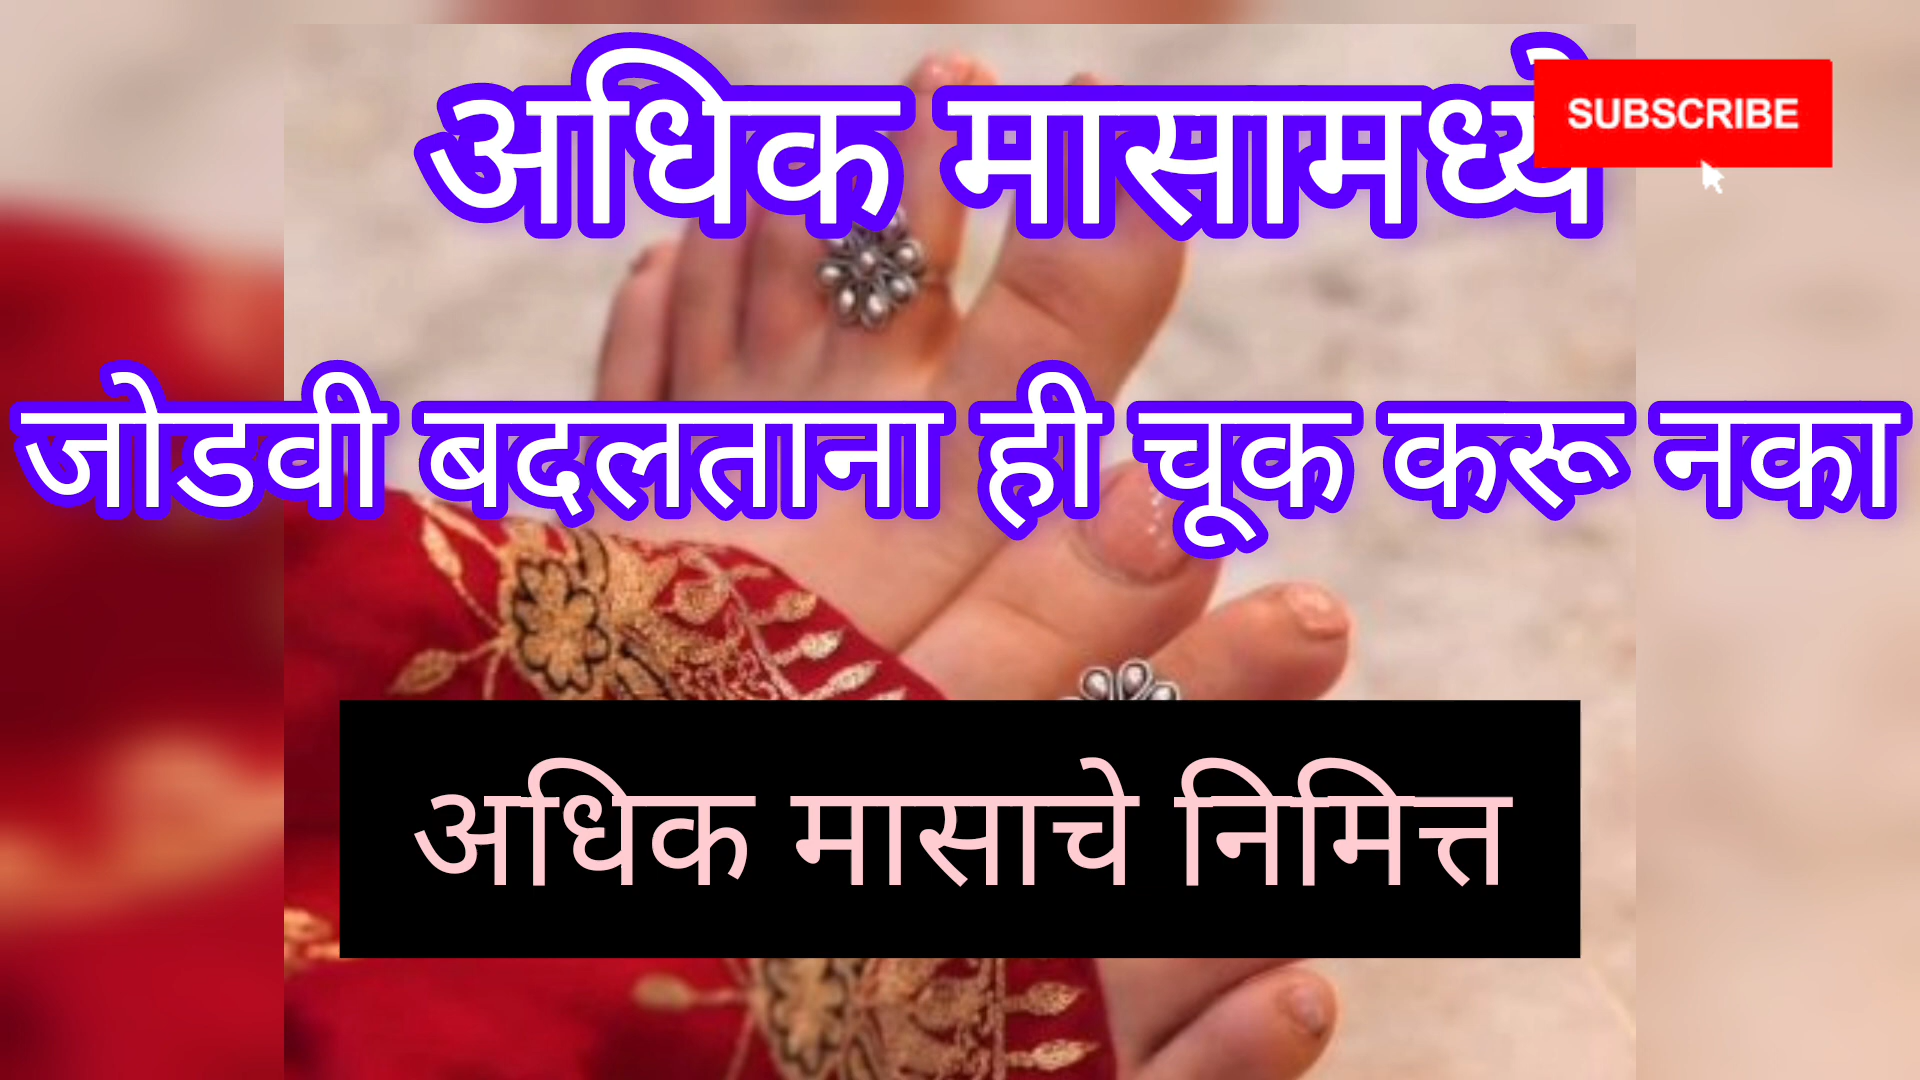 अधिक मासामध्ये
SUBSCRIBE
जोडवी बदलताना ही चूक करू नका
अधिक मासाचे निमित्त